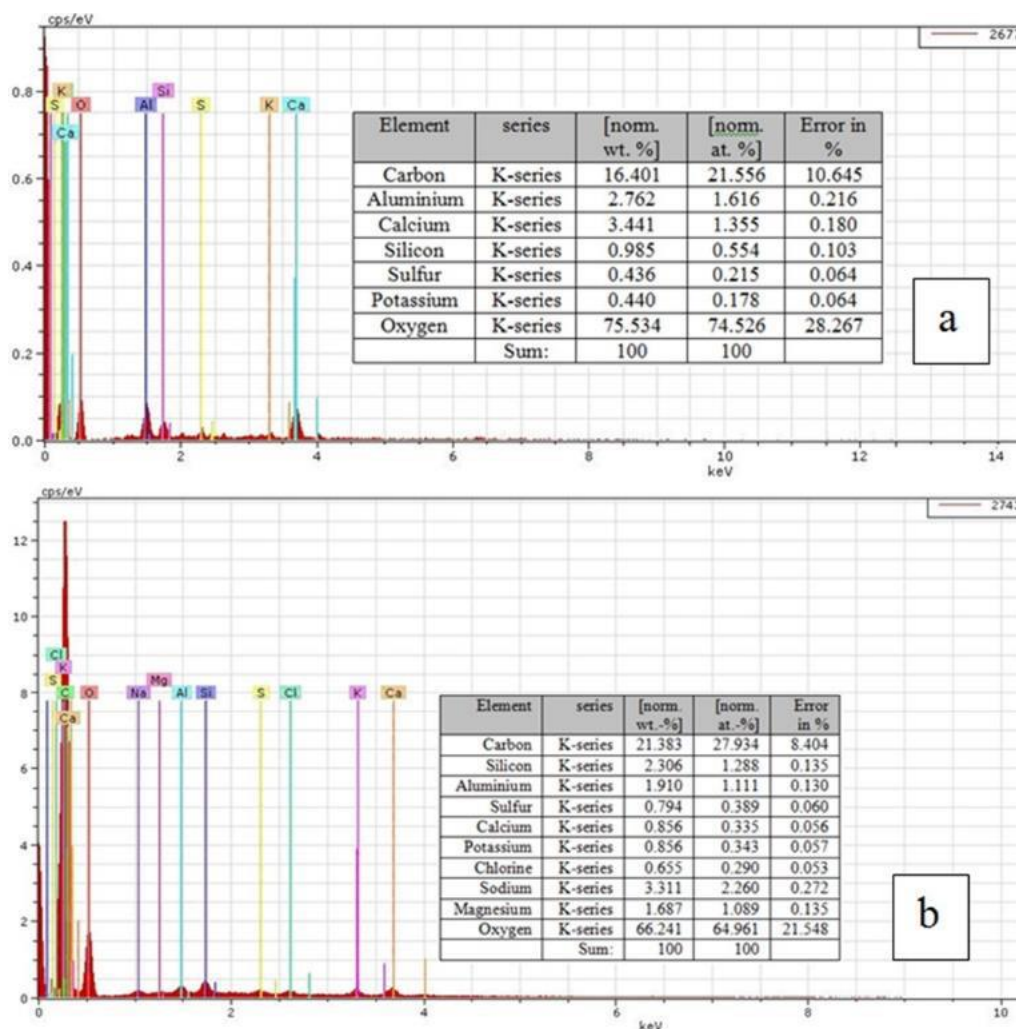 cps/eV
2677
0.8
0.6
0.4
0.2
0.0
K
S
O
Ca
Al
Si
S
K
Ca
Element series [norm. wt. %] [norm. at. %] Error in %
Carbon K-series 16.401 21.556 10.645
Aluminium K-series 2.762 1.616 0.216
Calcium K-series 3.441 1.355 0.180
Silicon K-series 0.985 0.554 0.103
Sulfur K-series 0.436 0.215 0.064
Potassium K-series 0.440 0.178 0.064
Oxygen K-series 75.534 74.526 28.267
Sum: 100 100
a
0 2 4 6 8 10 12 14
keV
cps/eV
12
10
8
6
4
2
0
Cl
K
S
C
Ca
O
Na
Mg
Al
Si
S
Cl
K
Ca
Element series [norm. wt.-%] [norm. at.-%] Error in %
Carbon K-series 21.383 27.934 8.404
Silicon K-series 2.306 1.288 0.135
Aluminium K-series 1.910 1.111 0.130
Sulfur K-series 0.794 0.389 0.060
Calcium K-series 0.856 0.335 0.056
Potassium K-series 0.856 0.343 0.057
Chlorine K-series 0.655 0.290 0.053
Sodium K-series 3.311 2.260 0.272
Magnesium K-series 1.687 1.089 0.135
Oxygen K-series 66.241 64.961 21.548
Sum: 100 100
b
0 2 4 6 8 10
keV